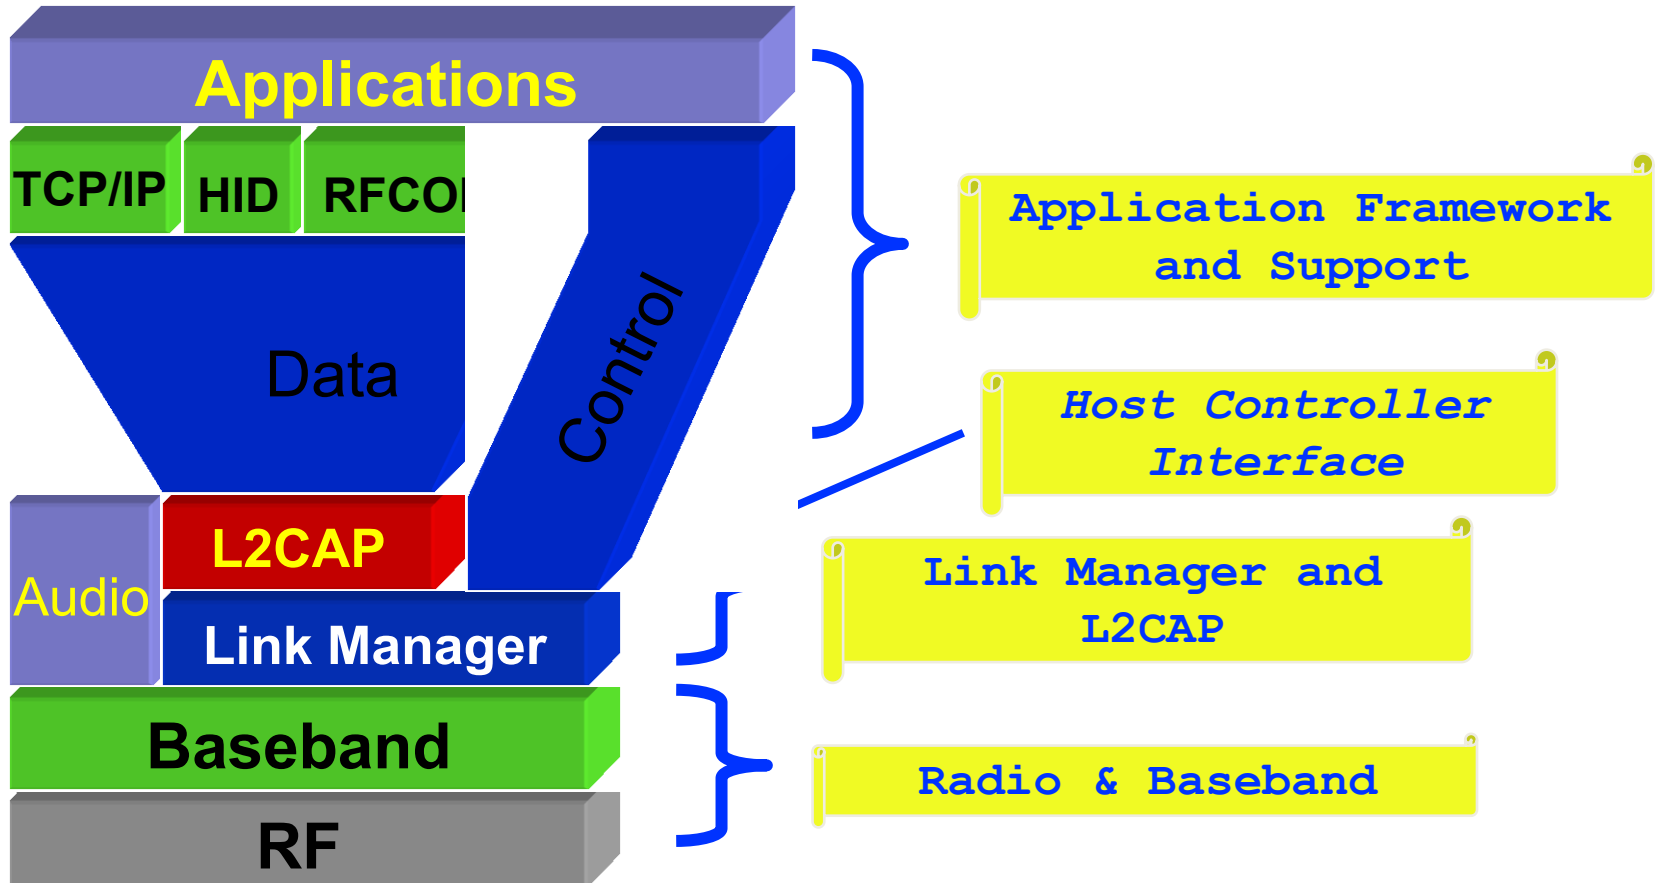 Applications
TCP/IP HID RFCO
Data
Control
L2CAP
Audio
Link Manager
Baseband
RF
Application Framework
and Support
Host Controller
Interface
Link Manager and
L2CAP
Radio & Baseband